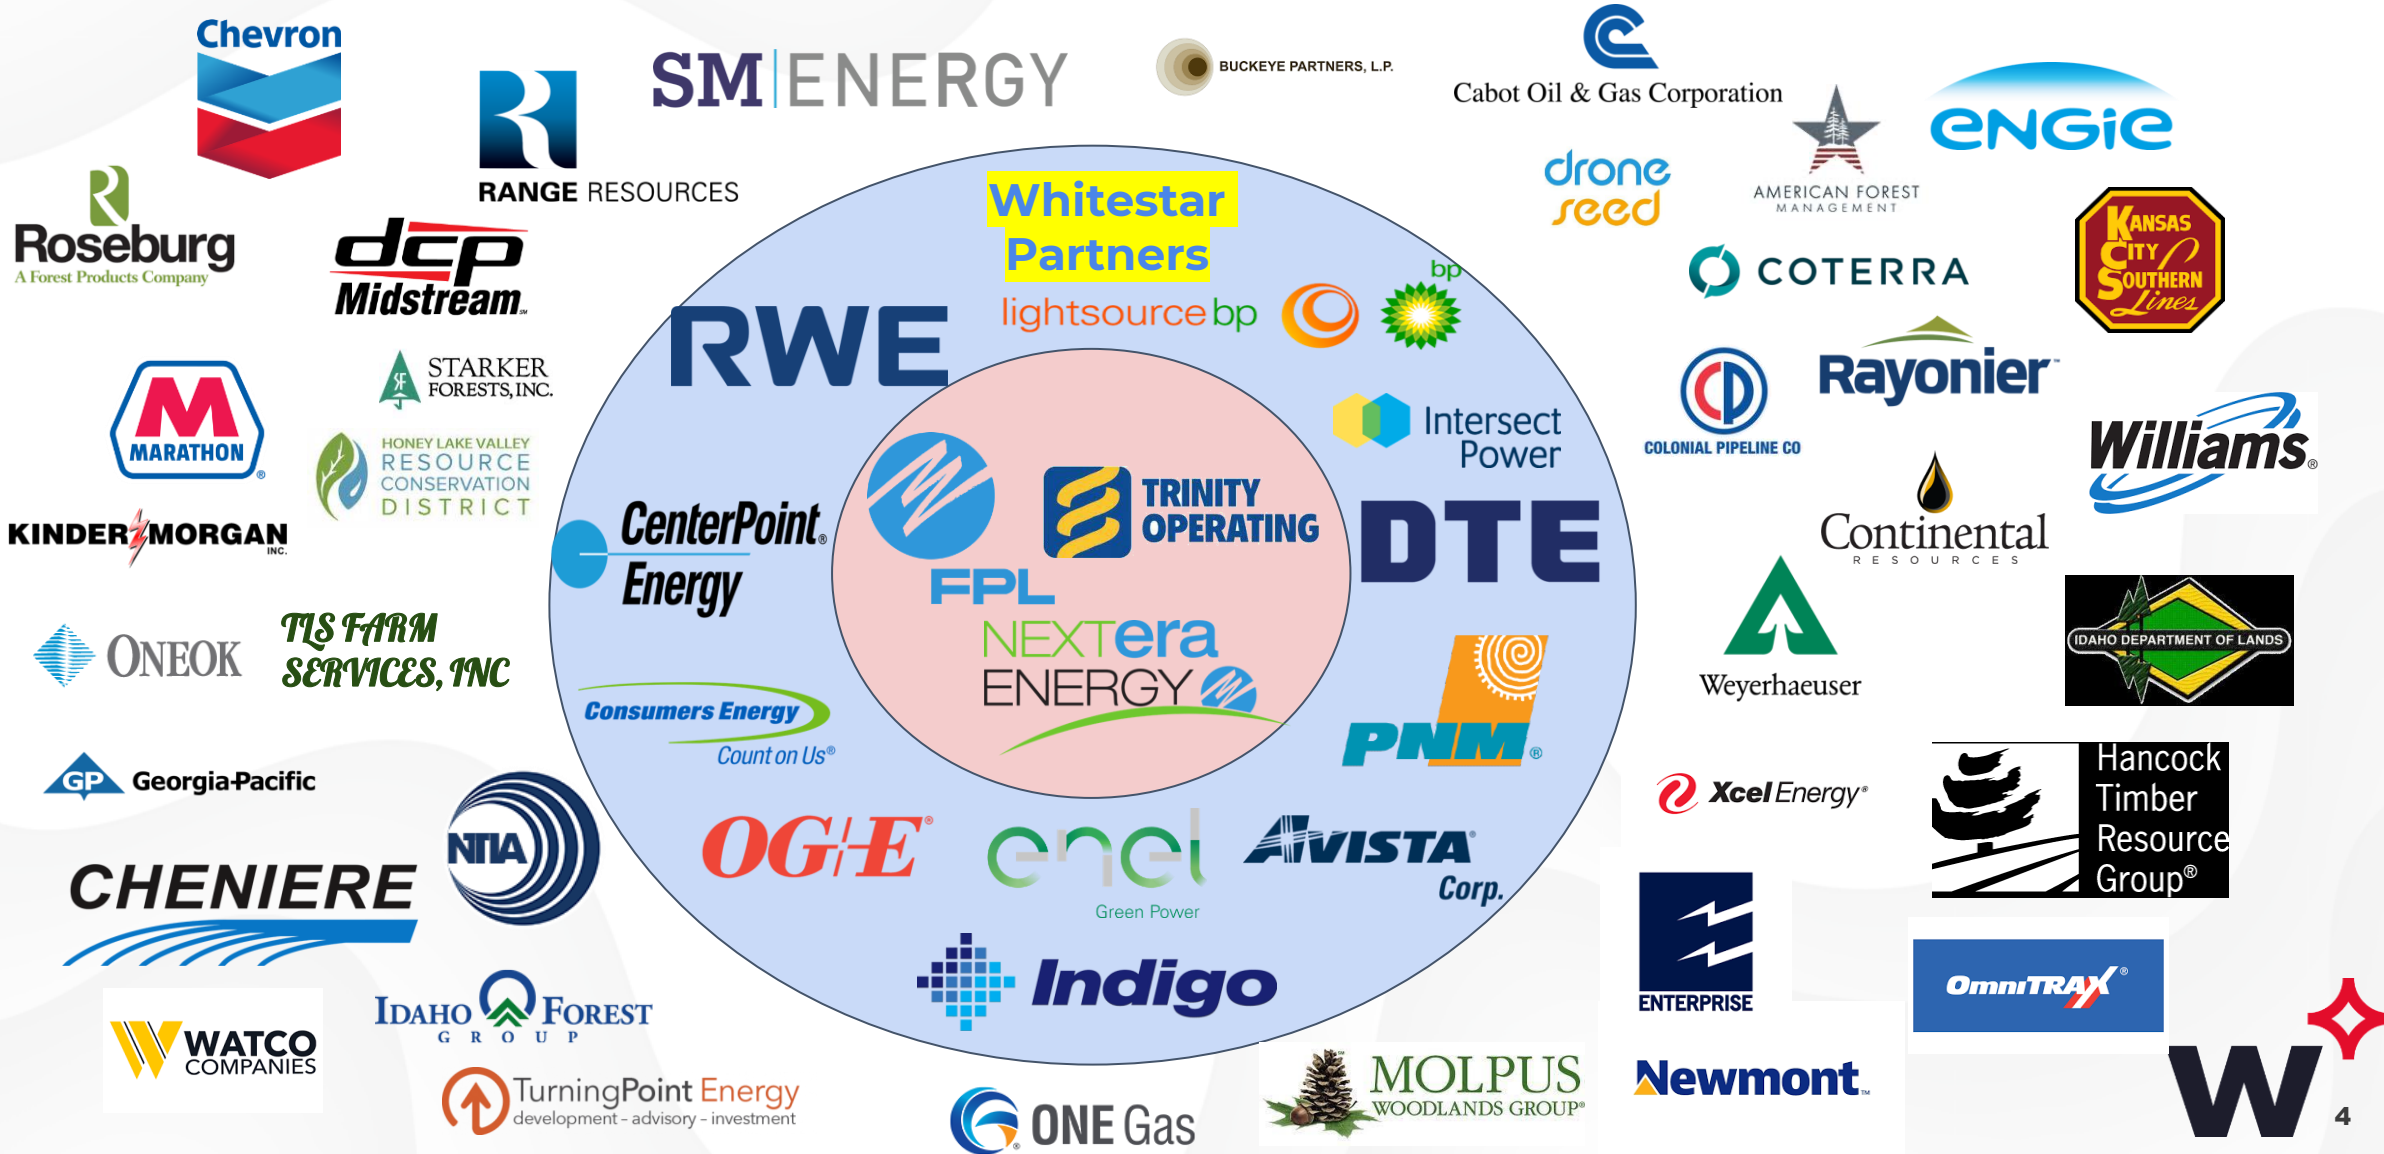 Chevron
SM ENERGY
BUCKEYE PARTNERS, L.P.
Cabot Oil & Gas Corporation
RANGE RESOURCES
drone
seed
AMERICAN FOREST
MANAGEMENT
ENGIE
Roseburg
A Forest Products Company
dcp
Midstream
SM
Whitestar
Partners
COTERRA
KANSAS
CITY
SOUTHERN
Lines
RWE
lightsource bp
bp
M
MARATHON
®
SF
STARKER
FORESTS, INC.
HONEY LAKE VALLEY
RESOURCE
CONSERVATION
DISTRICT
Intersect
Power
COLONIAL PIPELINE CO
Rayonier™
Williams®
KINDER MORGAN
INC.
CenterPoint®
Energy
FPL
TRINITY
OPERATING
DTE
Continental
RESOURCES
ONEOK
TLS FARM
SERVICES, INC
NEXTera
ENERGY
Weyerhaeuser
IDAHO DEPARTMENT OF LANDS
Consumers Energy
Count on Us®
PNM®
GP Georgia-Pacific
NTIA
OG+E®
enel
Green Power
AVISTA®
Corp.
Xcel Energy®
Hancock
Timber
Resource
Group®
CHENIERE
Indigo
ENTERPRISE
OMNITRAX®
WATCO
COMPANIES
IDAHO FOREST
GROUP
TurningPoint Energy
development - advisory - investment
ONE Gas
MOLPUS
WOODLANDS GROUP®
Newmont™
W
4